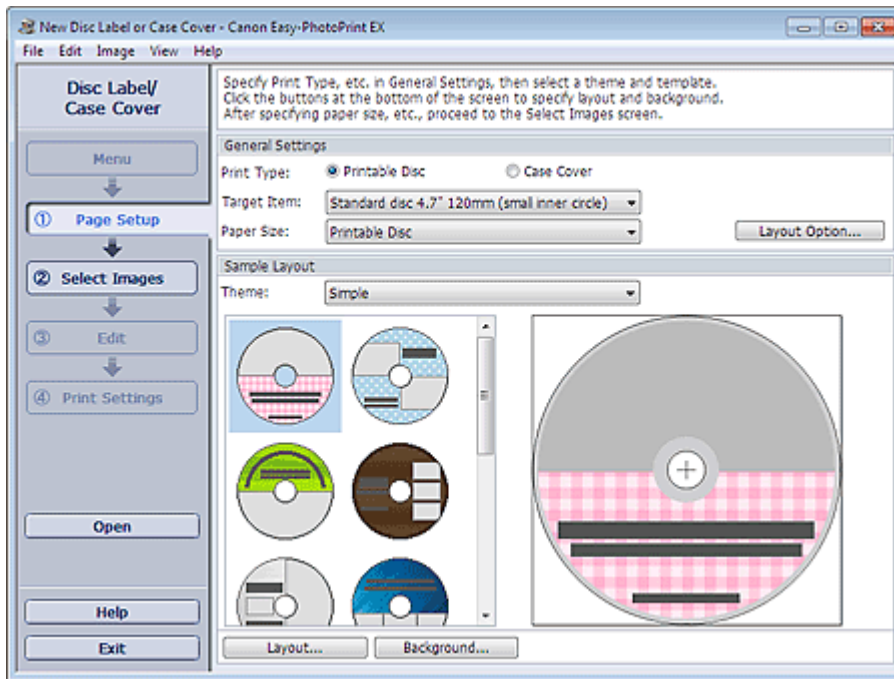 New Disc Label or Case Cover - Canon Easy-PhotoPrint EX
File Edit Image View Help
Disc Label/
Case Cover
Menu
① Page Setup
② Select Images
③ Edit
④ Print Settings
Open
Help
Exit
Specify Print Type, etc. in General Settings, then select a theme and template.
Click the buttons at the bottom of the screen to specify layout and background.
After specifying paper size, etc., proceed to the Select Images screen.
General Settings
Print Type: Printable Disc Case Cover
Target Item: Standard disc 4.7" 120mm (small inner circle)
Paper Size: Printable Disc Layout Option...
Sample Layout
Theme: Simple
Layout... Background...